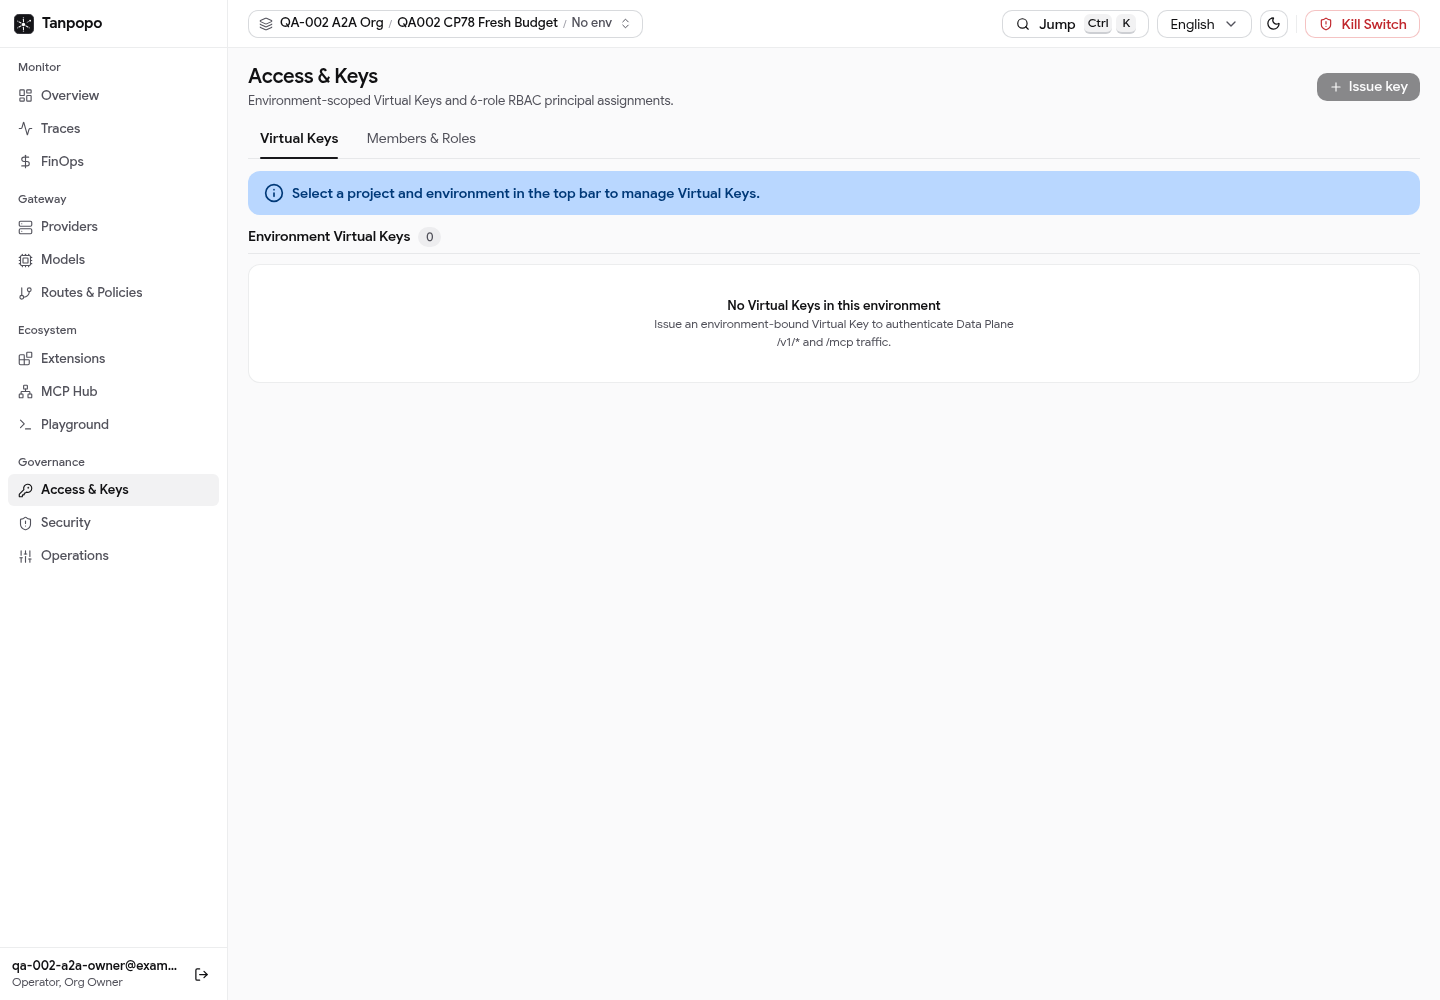 Tanpopo
QA-002 A2A Org / QA002 CP78 Fresh Budget / No env
Jump Ctrl K
English
Kill Switch
Monitor
Overview
Traces
FinOps
Gateway
Providers
Models
Routes & Policies
Ecosystem
Extensions
MCP Hub
Playground
Governance
Access & Keys
Security
Operations
qa-002-a2a-owner@exam...
Operator, Org Owner
Access & Keys
Environment-scoped Virtual Keys and 6-role RBAC principal assignments.
Issue key
Virtual Keys
Members & Roles
Select a project and environment in the top bar to manage Virtual Keys.
Environment Virtual Keys 0
No Virtual Keys in this environment
Issue an environment-bound Virtual Key to authenticate Data Plane
/v1/* and /mcp traffic.